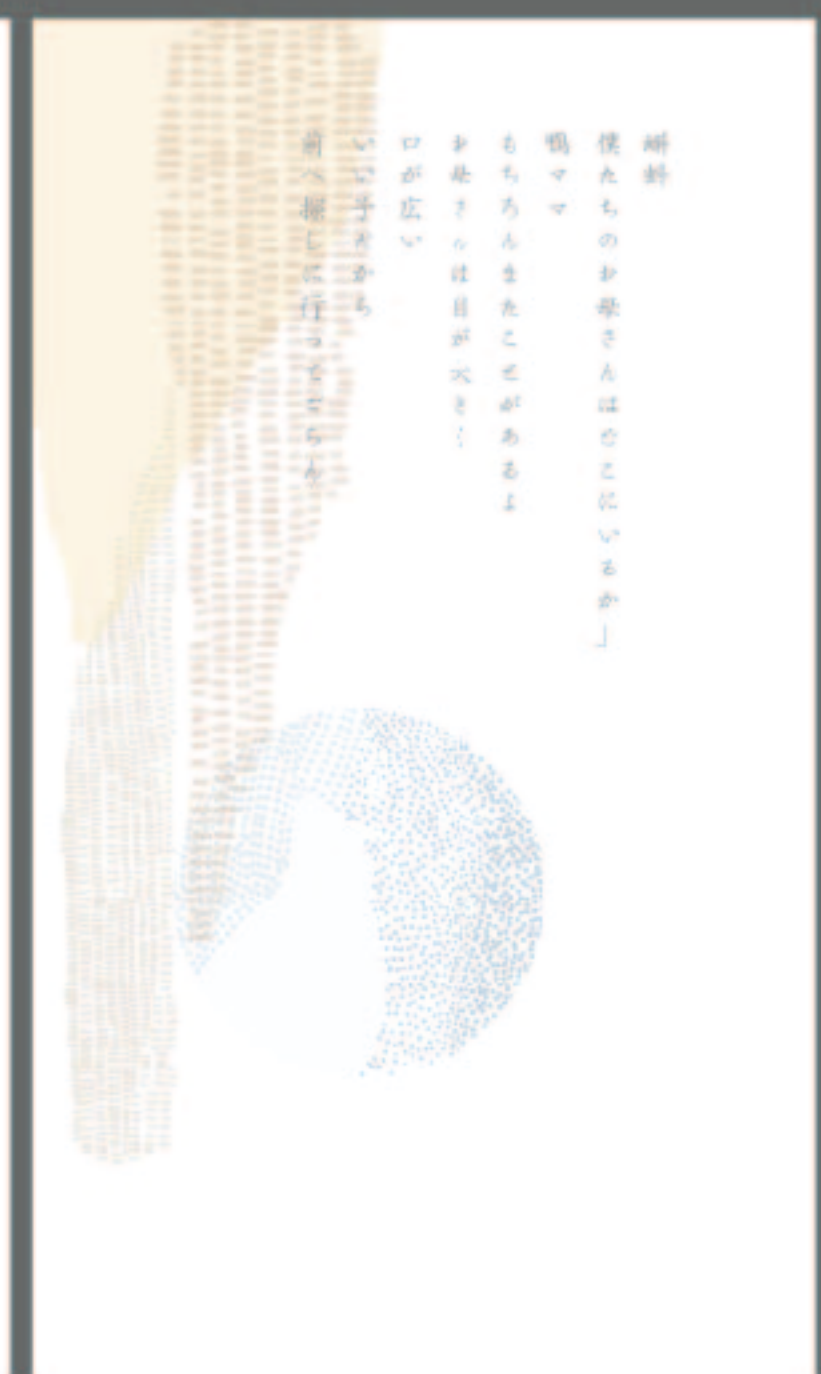 蝌蚪
僕たちのお母さんはどこにいるか」
鴨ママ
もちろんまたことがあるよ
お母さんは目が大き…
口が広い
いい子だから
前へ探しに行ってごらん